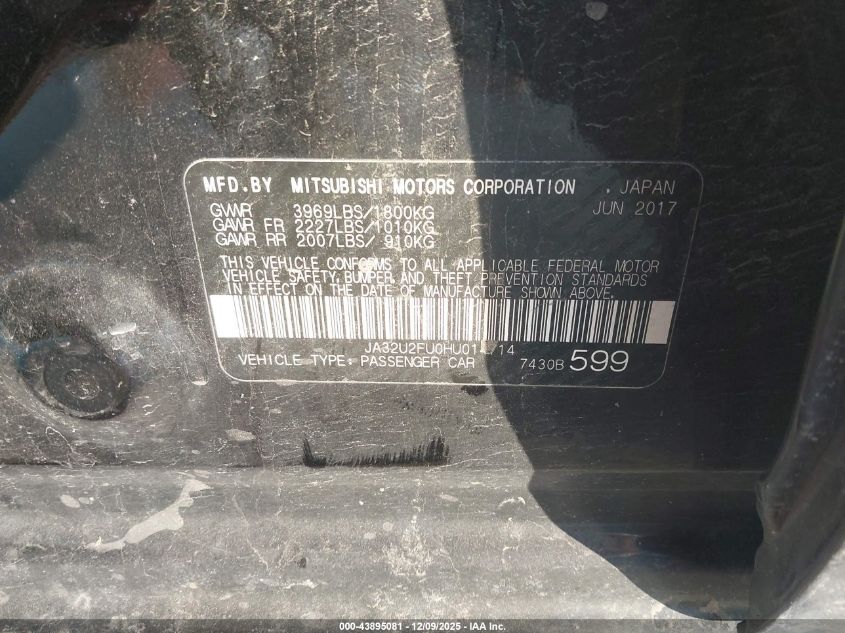 MFD.BY MITSUBISHI MOTORS CORPORATION , JAPAN
GVWR 3969LBS/1800KG JUN 2017
GAWR FR 2227LBS/1010KG
GAWR RR 2007LBS/ 910KG
THIS VEHICLE CONFORMS TO ALL APPLICABLE FEDERAL MOTOR
VEHICLE SAFETY, BUMPER AND THEFT PREVENTION STANDARDS
IN EFFECT ON THE DATE OF MANUFACTURE SHOWN ABOVE.
VEHICLE TYPE: PASSENGER CAR 7430B 599
000-43895081 - 12/09/2025 - IAA Inc.